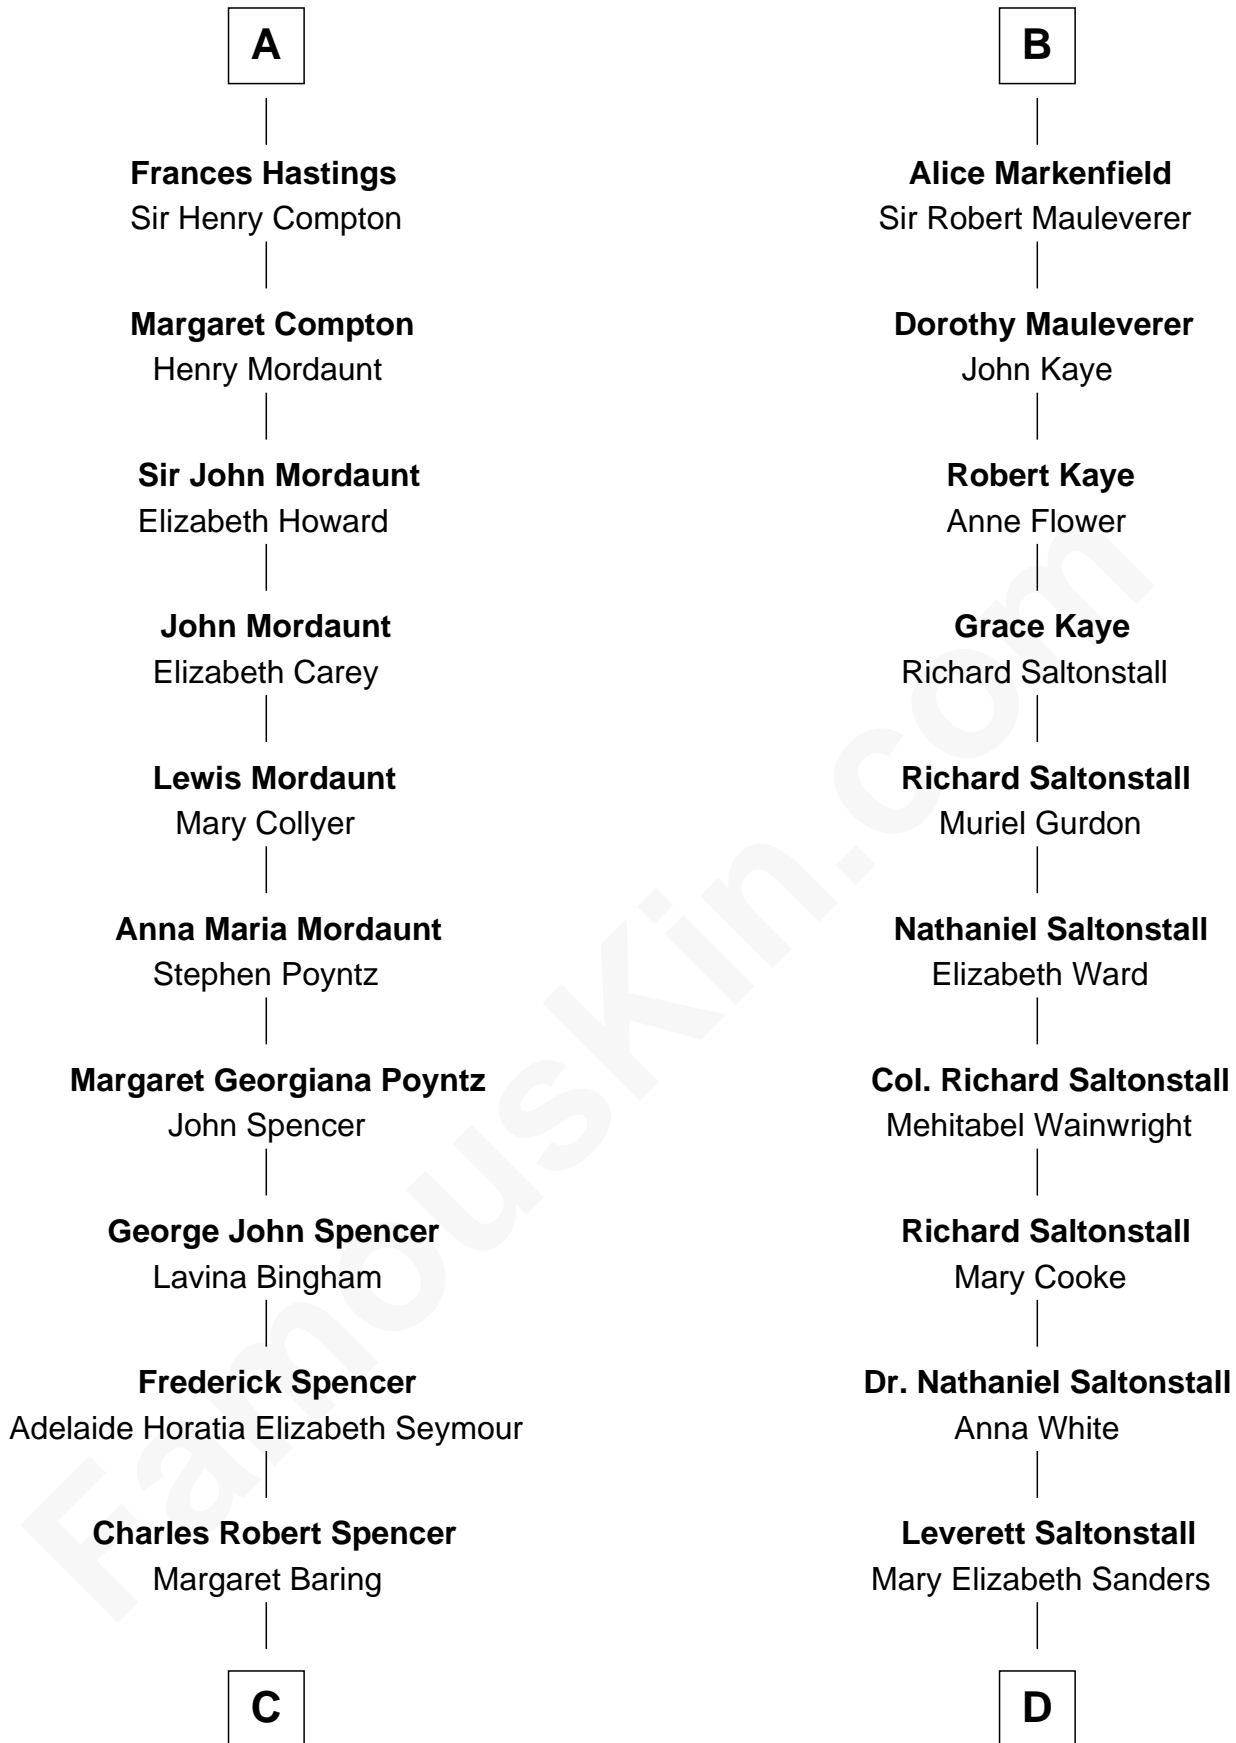 A
Frances Hastings
Sir Henry Compton
Margaret Compton
Henry Mordaunt
Sir John Mordaunt
Elizabeth Howard
John Mordaunt
Elizabeth Carey
Lewis Mordaunt
Mary Collyer
Anna Maria Mordaunt
Stephen Poyntz
Margaret Georgiana Poyntz
John Spencer
George John Spencer
Lavina Bingham
Frederick Spencer
Adelaide Horatia Elizabeth Seymour
Charles Robert Spencer
Margaret Baring
C
B
Alice Markenfield
Sir Robert Mauleverer
Dorothy Mauleverer
John Kaye
Robert Kaye
Anne Flower
Grace Kaye
Richard Saltonstall
Richard Saltonstall
Muriel Gurdon
Nathaniel Saltonstall
Elizabeth Ward
Col. Richard Saltonstall
Mehitabel Wainwright
Richard Saltonstall
Mary Cooke
Dr. Nathaniel Saltonstall
Anna White
Leverett Saltonstall
Mary Elizabeth Sanders
D
FamousKin.com